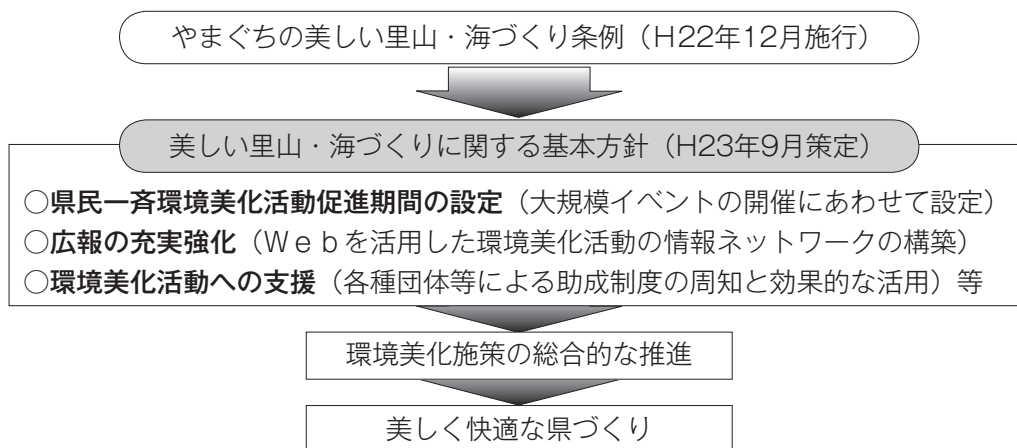 やまぐちの美しい里山・海づくり条例（H22年12月施行）
美しい里山・海づくりに関する基本方針（H23年9月策定）
○県民一斉環境美化活動促進期間の設定（大規模イベントの開催にあわせて設定）
○広報の充実強化（Ｗｅｂを活用した環境美化活動の情報ネットワークの構築）
○環境美化活動への支援（各種団体等による助成制度の周知と効果的な活用）等
環境美化施策の総合的な推進
美しく快適な県づくり